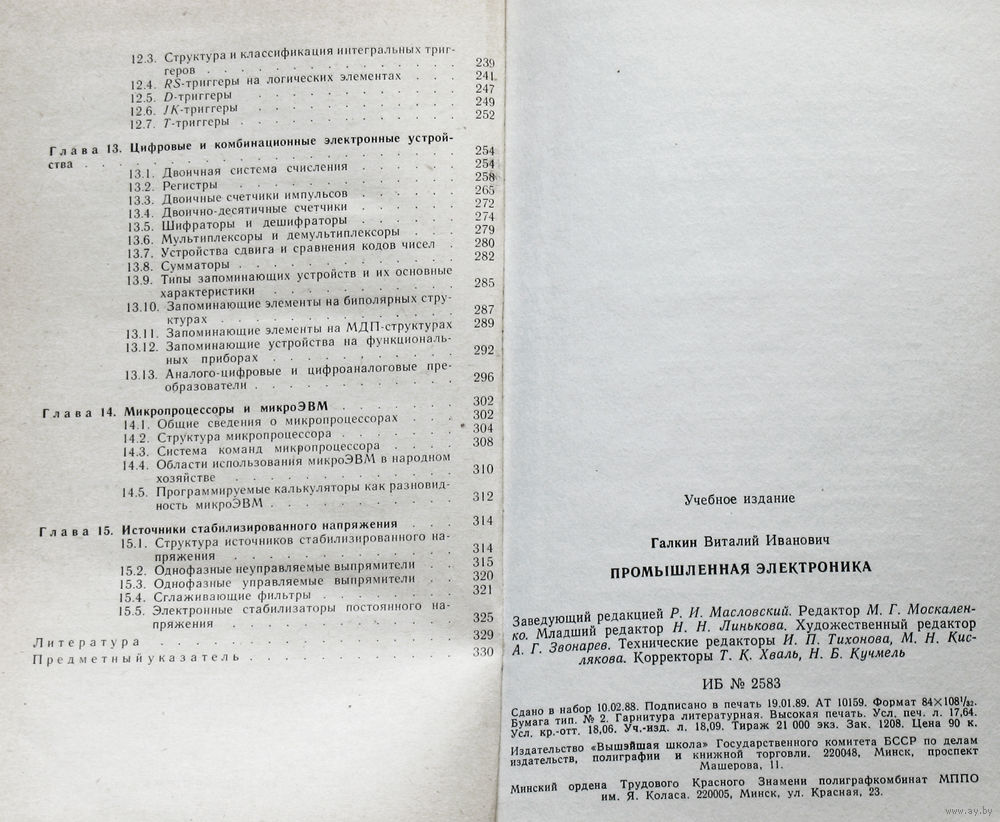 12.3. Структура и классификация интегральных триг-
геров . . . . . . . . . . . 239
12.4. RS-триггеры на логических элементах . . . 241
12.5. D-триггеры . . . . . . . . . 247
12.6. JK-триггеры . . . . . . . . . 249
12.7. T-триггеры . . . . . . . . . 252
Глава 13. Цифровые и комбинационные электронные устрой-
ства . . . . . . . . . . . . . 254
13.1. Двоичная система счисления . . . . . 254
13.2. Регистры . . . . . . . . . . 258
13.3. Двоичные счетчики импульсов . . . . . 265
13.4. Двоично-десятичные счетчики . . . . . 272
13.5. Шифраторы и дешифраторы . . . . . 274
13.6. Мультиплексоры и демультиплексоры . . . 279
13.7. Устройства сдвига и сравнения кодов чисел . . 280
13.8. Сумматоры . . . . . . . . . 282
13.9. Типы запоминающих устройств и их основные
характеристики . . . . . . . . . 285
13.10. Запоминающие элементы на биполярных стру-
ктурах . . . . . . . . . . . 287
13.11. Запоминающие элементы на МДП-структурах 289
13.12. Запоминающие устройства на функциональ-
ных приборах . . . . . . . . . 292
13.13. Аналого-цифровые и цифроаналоговые пре-
образователи . . . . . . . . . 296
Глава 14. Микропроцессоры и микроЭВМ . . . . . . . 302
14.1. Общие сведения о микропроцессорах . . . 302
14.2. Структура микропроцессора . . . . . . 304
14.3. Система команд микропроцессора . . . . 308
14.4. Области использования микроЭВМ в народном
хозяйстве . . . . . . . . . . 310
14.5. Программируемые калькуляторы как разновид-
ность микроЭВМ . . . . . . . . 312
Глава 15. Источники стабилизированного напряжения . . . 314
15.1. Структура источников стабилизированного на-
пряжения . . . . . . . . . . 314
15.2. Однофазные неуправляемые выпрямители . . 315
15.3. Однофазные управляемые выпрямители . . 320
15.4. Сглаживающие фильтры . . . . . . 321
15.5. Электронные стабилизаторы постоянного на-
пряжения . . . . . . . . . . 325
Литература . . . . . . . . . . . . 329
Предметный указатель . . . . . . . . . 330
Учебное издание
Галкин Виталий Иванович
ПРОМЫШЛЕННАЯ ЭЛЕКТРОНИКА
Заведующий редакцией Р. И. Масловский. Редактор М. Г. Москален-
ко. Младший редактор Н. Н. Линькова. Художественный редактор
А. Г. Звонарев. Технические редакторы И. П. Тихонова, М. Н. Кис-
лякова. Корректоры Т. К. Хваль, Н. Б. Кучмель
ИБ № 2583
Сдано в набор 10.02.88. Подписано в печать 19.01.89. АТ 10159. Формат 84×108¹/₃₂.
Бумага тип. № 2. Гарнитура литературная. Высокая печать. Усл. печ. л. 17,64.
Усл. кр.-отт. 18,06. Уч.-изд. л. 18,09. Тираж 21 000 экз. Зак. 1208. Цена 90 к.
Издательство «Вышэйшая школа» Государственного комитета БССР по делам
издательств, полиграфии и книжной торговли. 220048, Минск, проспект
Машерова, 11.
Минский ордена Трудового Красного Знамени полиграфкомбинат МППО
им. Я. Коласа. 220005, Минск, ул. Красная, 23.
www.ay.by